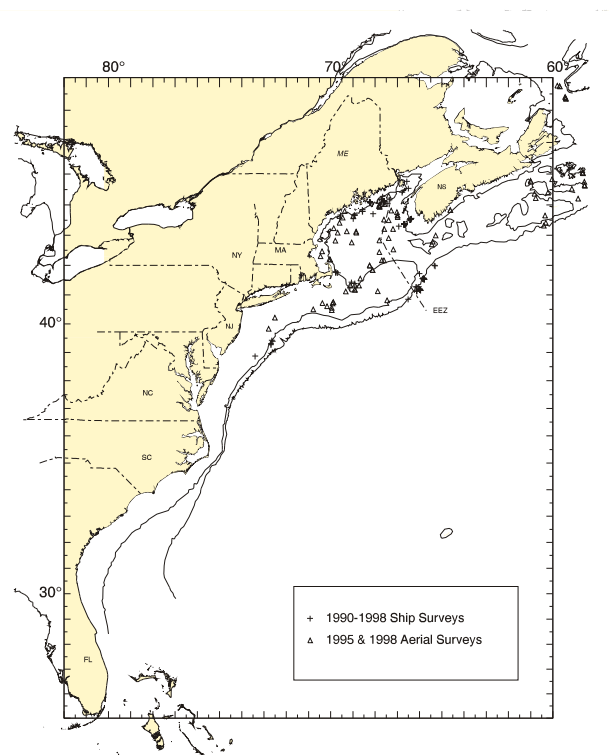 80° 70° 60°
ME
NS
NY
MA
EEZ
40°
NJ
NC
SC
30°
+ 1990-1998 Ship Surveys
△ 1995 & 1998 Aerial Surveys
FL